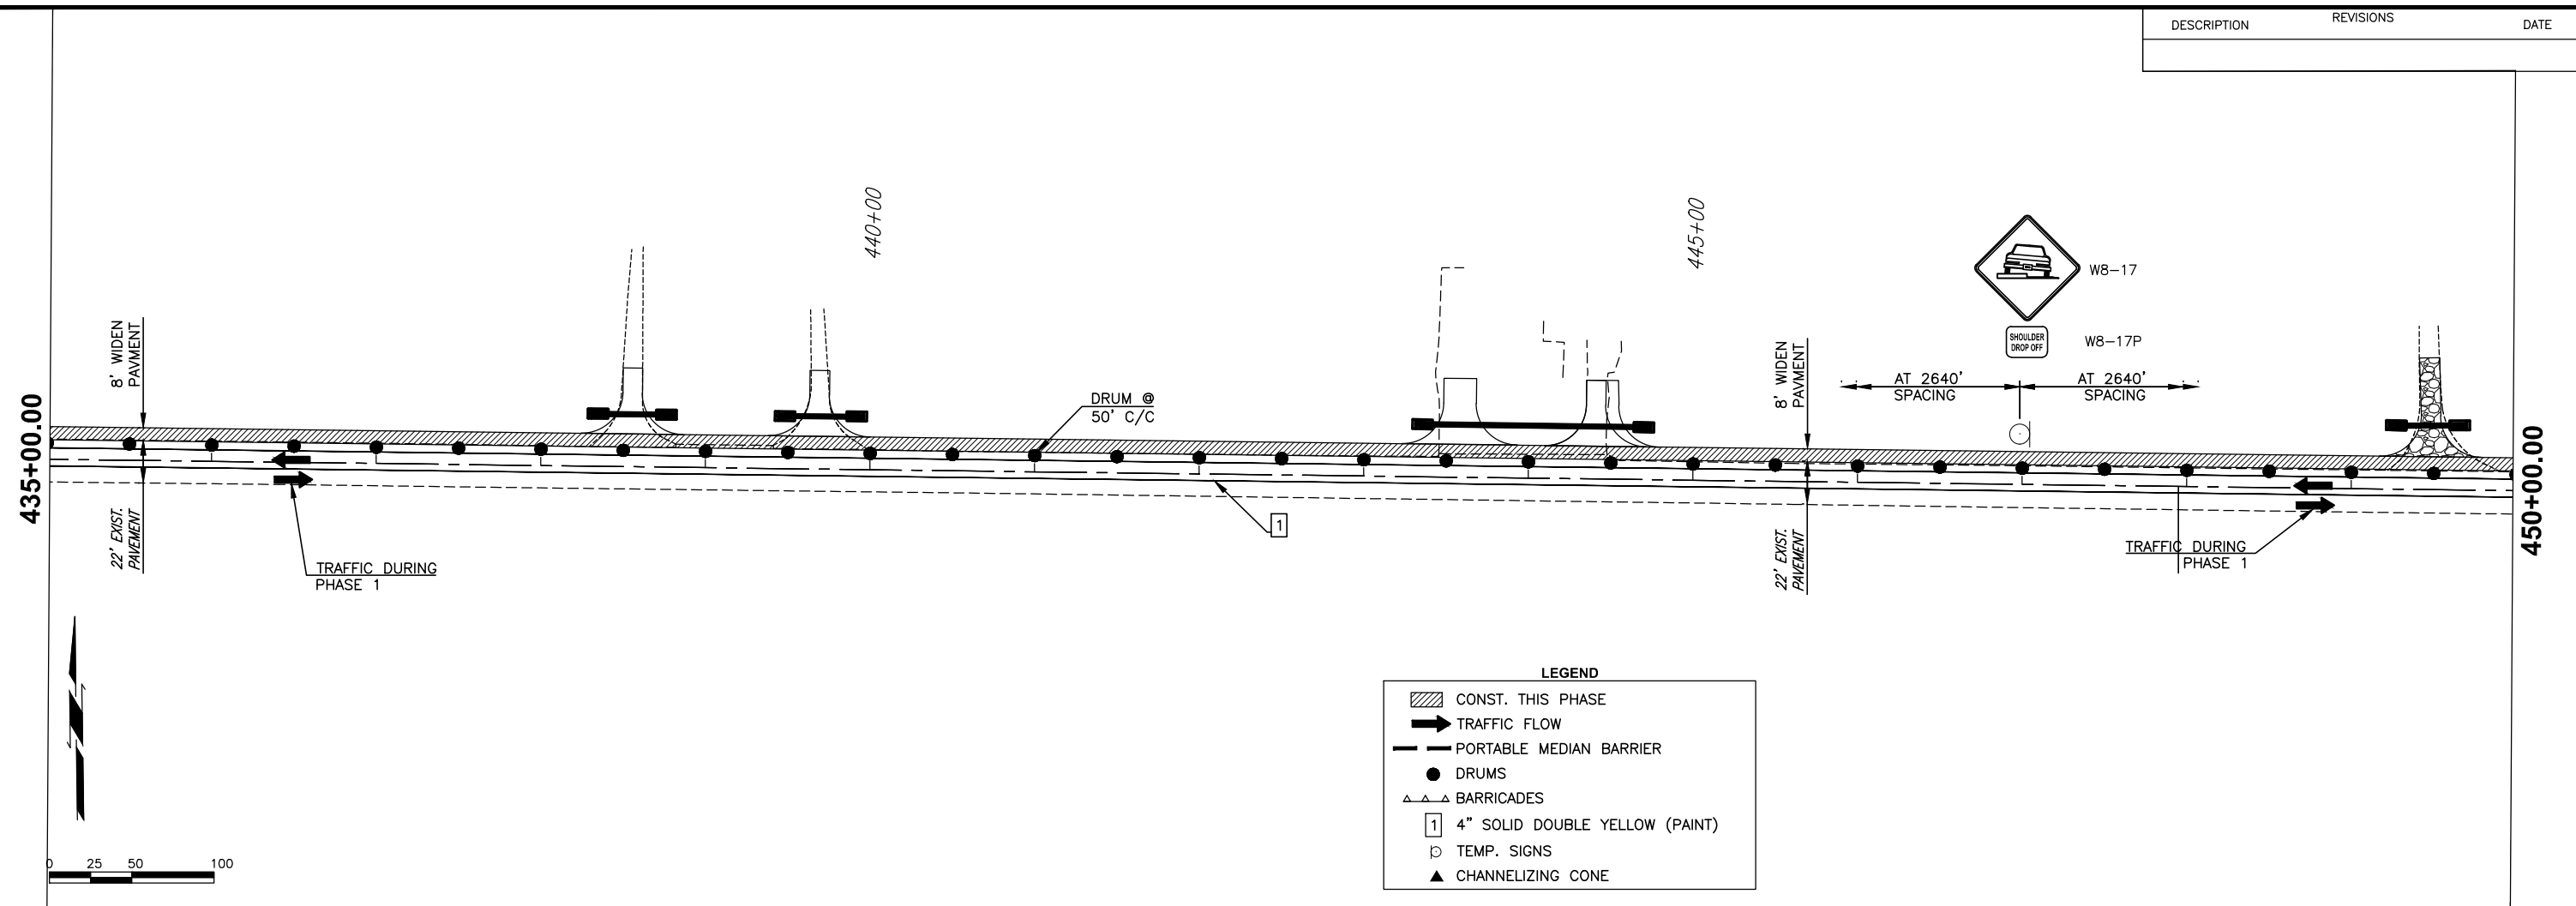 REVISIONS
DESCRIPTION
DATE
440+00
445+00
W8-17
SHOULDER
DROP OFF
W8-17P
8' WIDEN
PAVMENT
8' WIDEN
PAVMENT
AT 2640'
SPACING
AT 2640'
SPACING
DRUM @
50' C/C
435+00.00
450+00.00
22' EXIST.
PAVEMENT
1
22' EXIST.
PAVEMENT
TRAFFIC DURING
PHASE 1
TRAFFIC DURING
PHASE 1
LEGEND
CONST. THIS PHASE
TRAFFIC FLOW
PORTABLE MEDIAN BARRIER
DRUMS
BARRICADES
1 4" SOLID DOUBLE YELLOW (PAINT)
TEMP. SIGNS
CHANNELIZING CONE
0 25 50 100